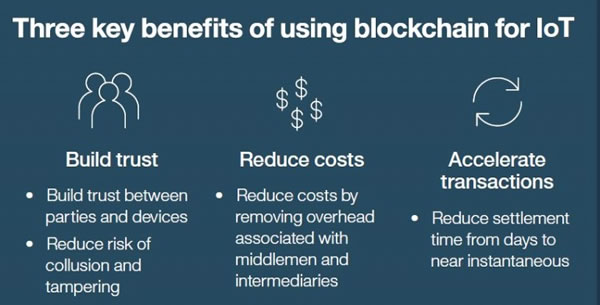 Three key benefits of using blockchain for IoT
$ $ $ $
Build trust
• Build trust between
parties and devices
• Reduce risk of
collusion and
tampering
Reduce costs
• Reduce costs by
removing overhead
associated with
middlemen and
intermediaries
Accelerate
transactions
• Reduce settlement
time from days to
near instantaneous